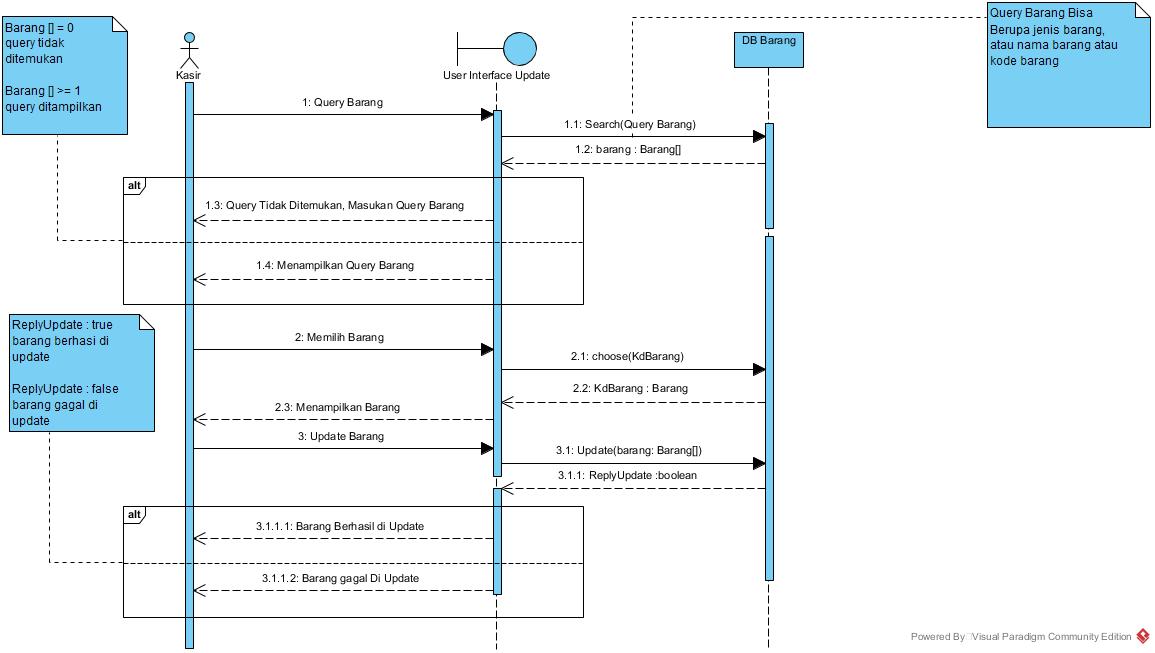 Barang [] = 0
query tidak
ditemukan
Barang [] >= 1
query ditampilkan
Query Barang Bisa
Berupa jenis barang,
atau nama barang atau
kode barang
Kasir
User Interface Update
DB Barang
1: Query Barang
1.1: Search(Query Barang)
1.2: barang : Barang[]
alt
1.3: Query Tidak Ditemukan, Masukan Query Barang
1.4: Menampilkan Query Barang
ReplyUpdate : true
barang berhasi di
update
ReplyUpdate : false
barang gagal di
update
2: Memilih Barang
2.1: choose(KdBarang)
2.2: KdBarang : Barang
2.3: Menampilkan Barang
3: Update Barang
3.1: Update(barang: Barang[])
3.1.1: ReplyUpdate :boolean
alt
3.1.1.1: Barang Berhasil di Update
3.1.1.2: Barang gagal Di Update
Powered By Visual Paradigm Community Edition